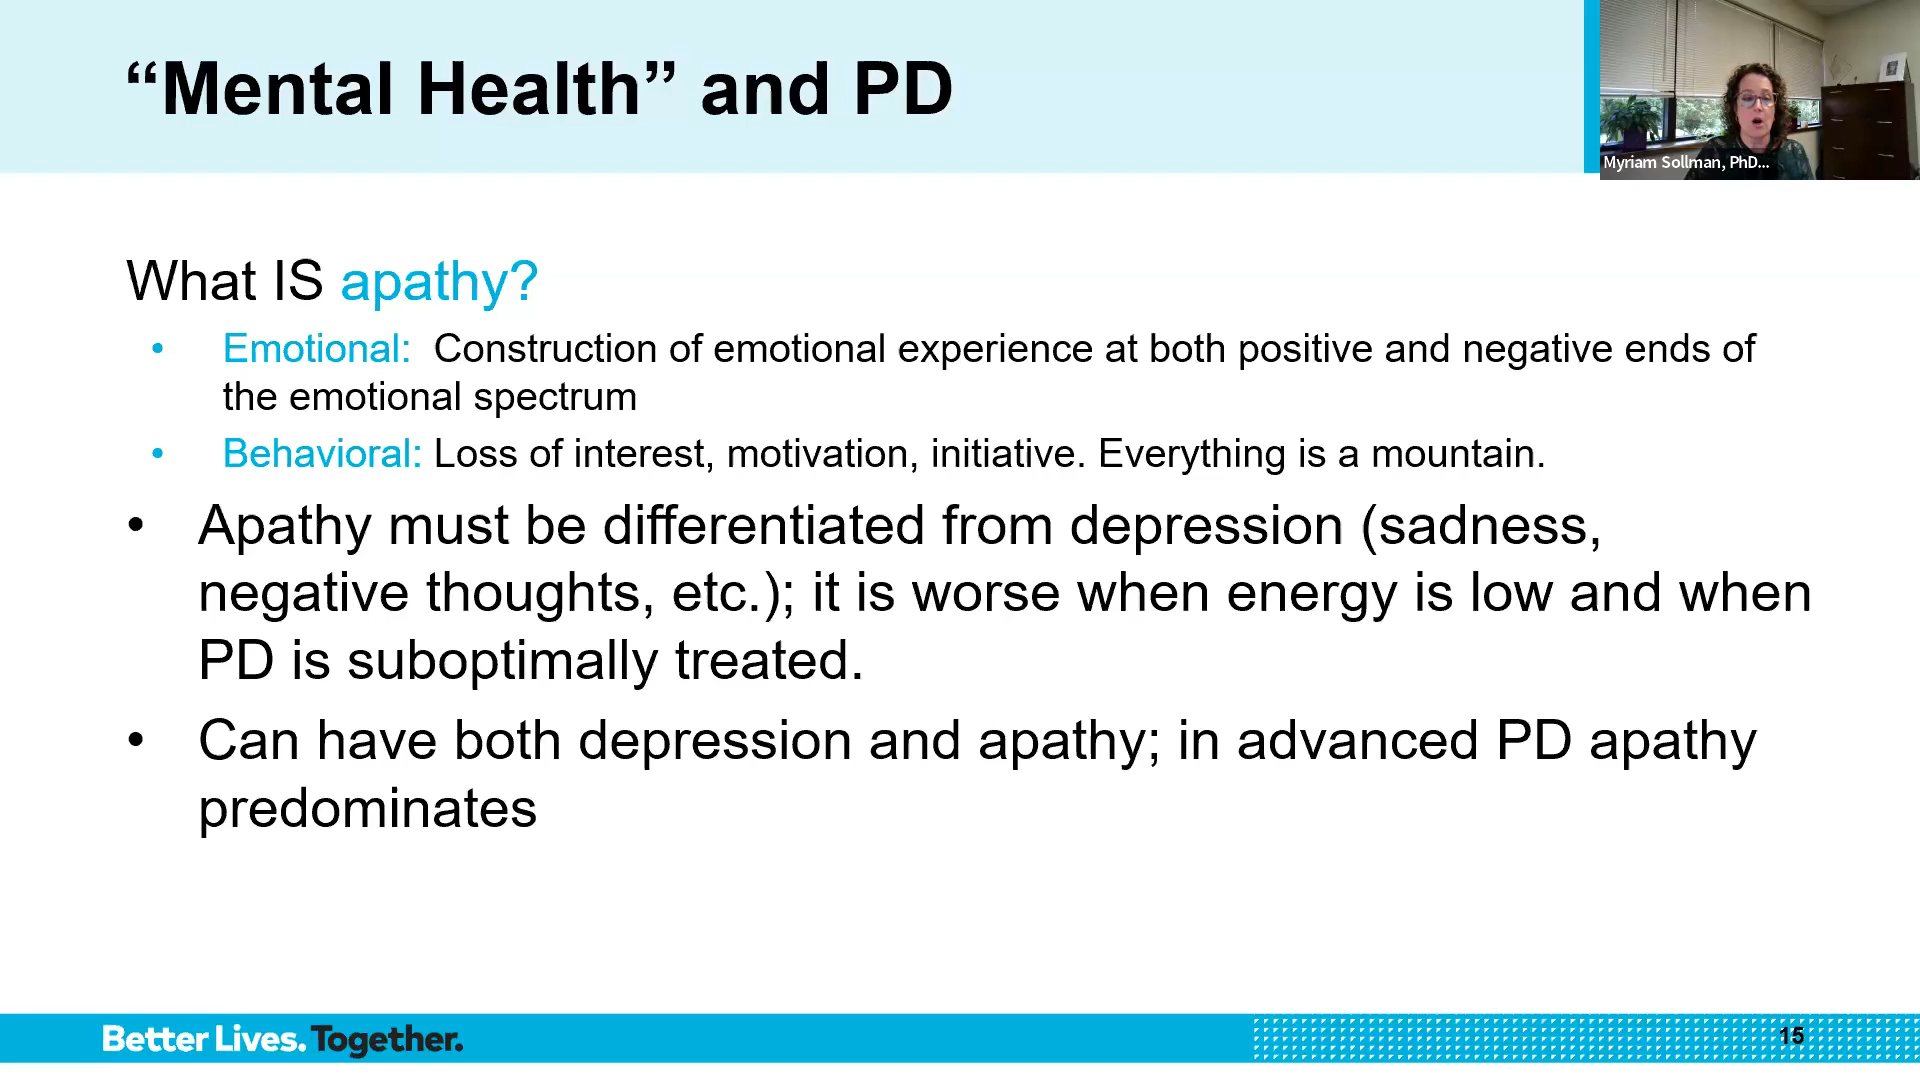 “Mental Health” and PD
Myriam Sollman, PhD...
What IS apathy?
• Emotional: Construction of emotional experience at both positive and negative ends of
the emotional spectrum
• Behavioral: Loss of interest, motivation, initiative. Everything is a mountain.
• Apathy must be differentiated from depression (sadness,
negative thoughts, etc.); it is worse when energy is low and when
PD is suboptimally treated.
• Can have both depression and apathy; in advanced PD apathy
predominates
Better Lives. Together.
15